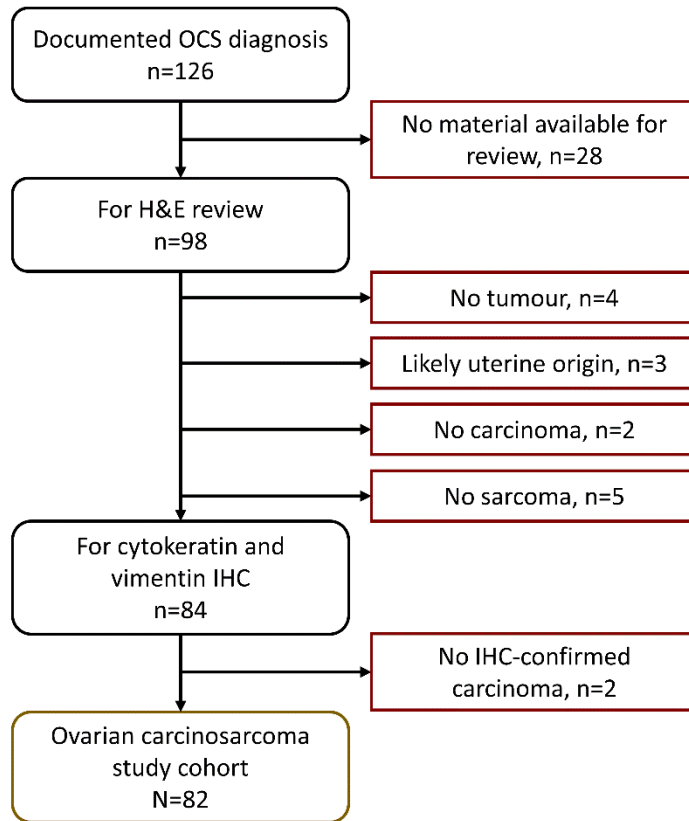 Documented OCS diagnosis
n=126
No material available for
review, n=28
For H&E review
n=98
No tumour, n=4
Likely uterine origin, n=3
No carcinoma, n=2
No sarcoma, n=5
For cytokeratin and
vimentin IHC
n=84
No IHC-confirmed
carcinoma, n=2
Ovarian carcinosarcoma
study cohort
N=82